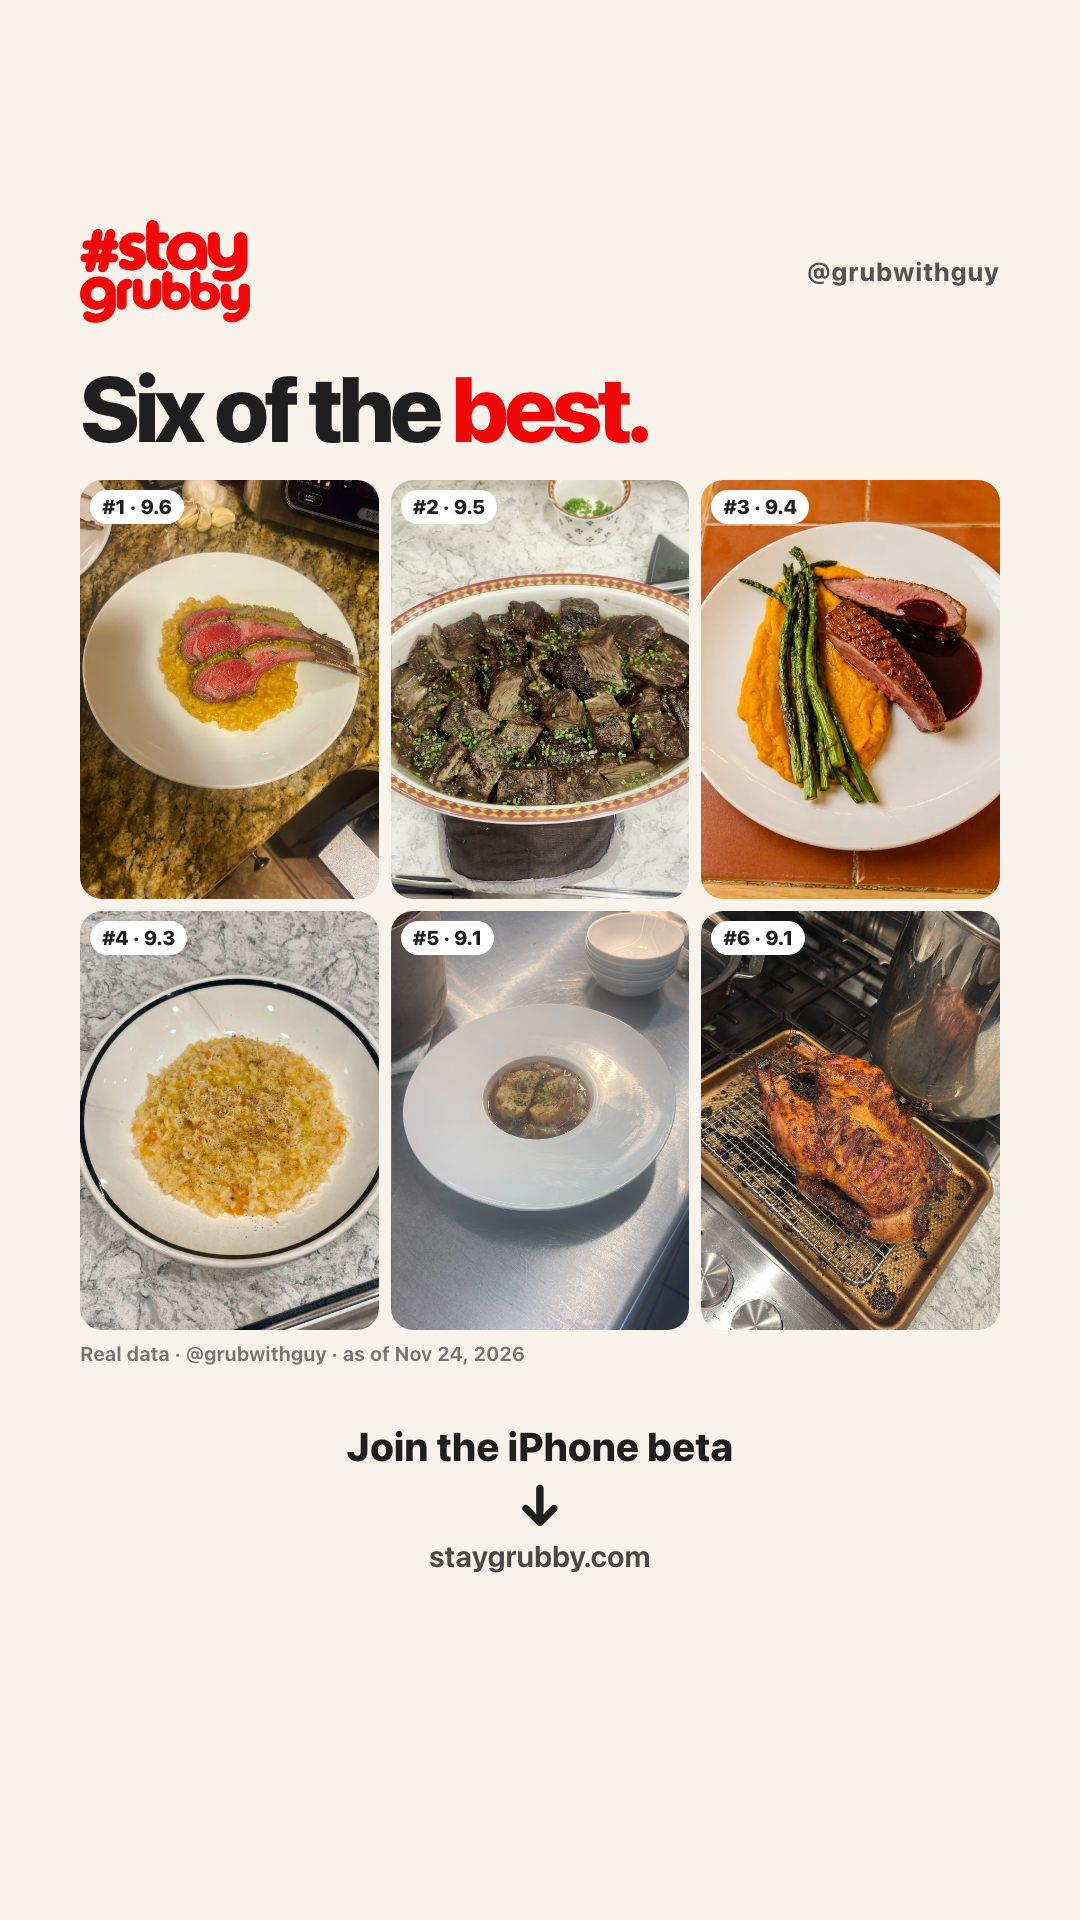 #stay
grubby
@grubwithguy
Six of the best.
#1 · 9.6
#2 · 9.5
#3 · 9.4
#4 · 9.3
#5 · 9.1
#6 · 9.1
Real data · @grubwithguy · as of Nov 24, 2026
Join the iPhone beta
staygrubby.com